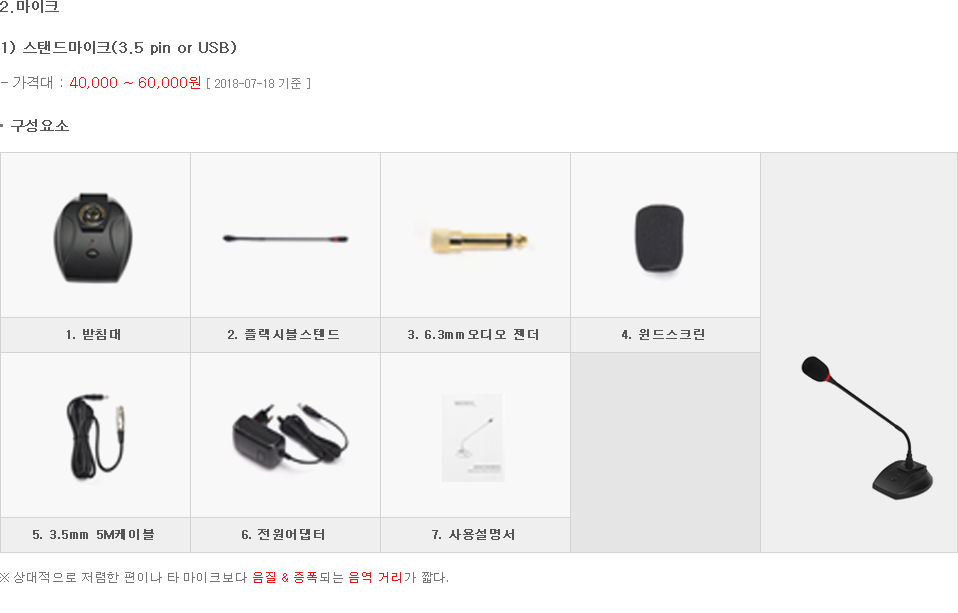 2.마이크
1) 스탠드마이크(3.5 pin or USB)
- 가격대 : 40,000 ~ 60,000원 [ 2018-07-18 기준 ]
▪ 구성요소
1. 받침대
2. 플랙시블스텐드
3. 6.3mm오디오 젠더
4. 윈드스크린
5. 3.5mm 5M케이블
6. 전원어댑터
7. 사용설명서
※ 상대적으로 저렴한 편이나 타 마이크보다 음질 & 증폭되는 음역 거리가 짧다.